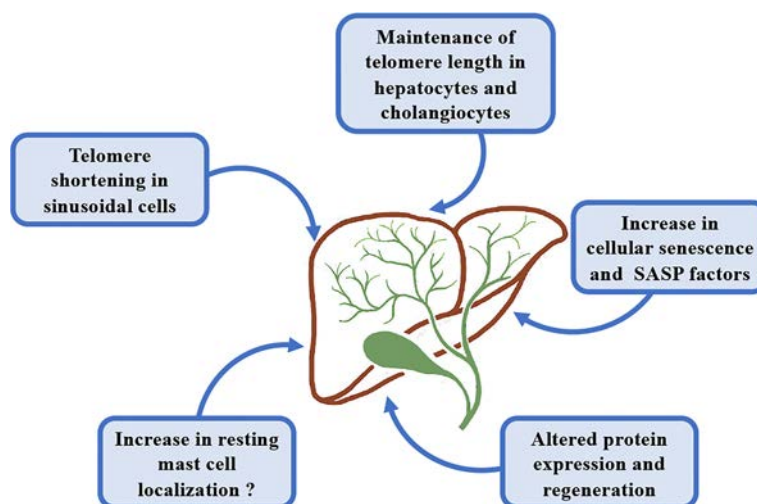 Maintenance of
telomere length in
hepatocytes and
cholangiocytes
Telomere
shortening in
sinusoidal cells
Increase in
cellular senescence
and SASP factors
Increase in resting
mast cell
localization ?
Altered protein
expression and
regeneration